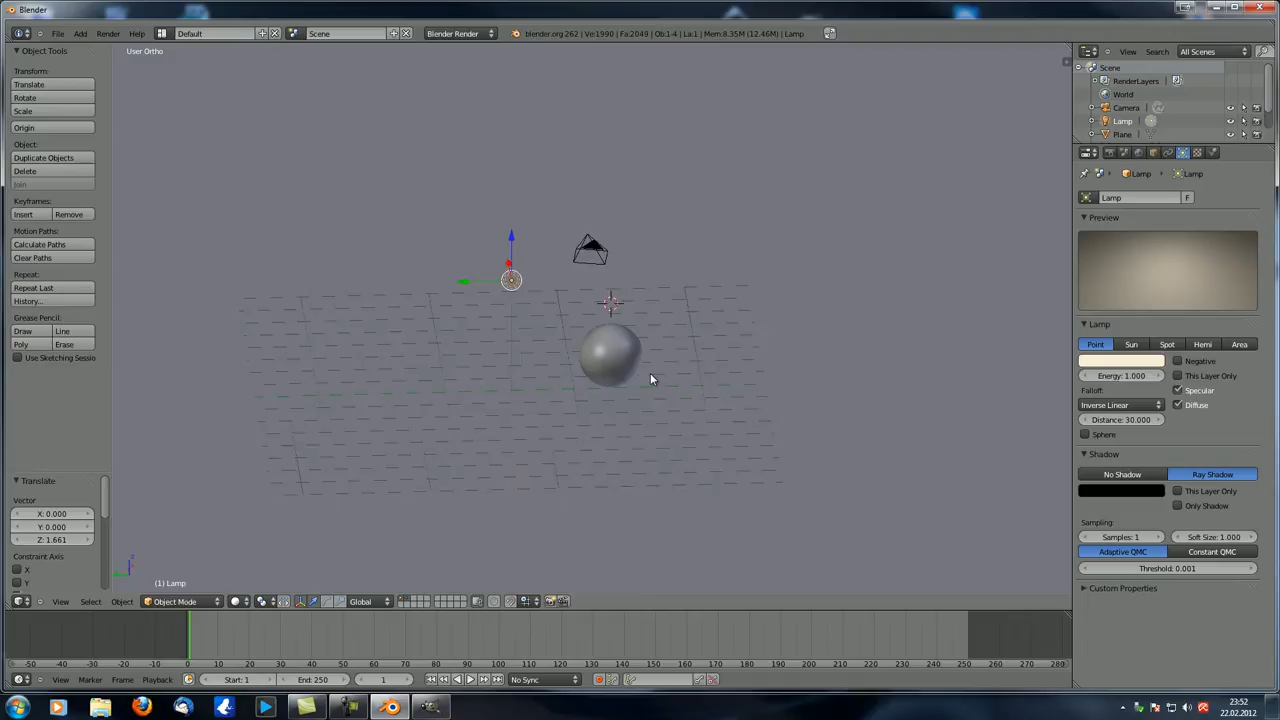 Blender
File Add Render Help Default Scene Blender Render blender.org 262 | Ve:1990 | Fa:2049 | Ob:1-4 | La:1 | Mem:8.35M (12.46M) | Lamp
Object Tools
User Ortho
View Search All Scenes
Transform:
Translate
Rotate
Scale
Origin
Object:
Duplicate Objects
Delete
Join
Keyframes:
Insert Remove
Motion Paths:
Calculate Paths
Clear Paths
Repeat:
Repeat Last
History...
Grease Pencil:
Draw Line
Poly Erase
Use Sketching Sessio
Translate
Vector
X: 0.000
Y: 0.000
Z: 1.661
Constraint Axis
X
Y
(1) Lamp
Scene
RenderLayers
World
Camera
Lamp
Plane
Lamp Lamp
Lamp F
Preview
Lamp
Point Sun Spot Hemi Area
Negative
Energy: 1.000 This Layer Only
Falloff: Specular
Inverse Linear Diffuse
Distance: 30.000
Sphere
Shadow
No Shadow Ray Shadow
This Layer Only
Only Shadow
Sampling:
Samples: 1 Soft Size: 1.000
Adaptive QMC Constant QMC
Threshold: 0.001
Custom Properties
View Select Object Object Mode Global
-50 -40 -30 -20 -10 0 10 20 30 40 50 60 70 80 90 100 110 120 130 140 150 160 170 180 190 200 210 220 230 240 250 260 270 280
View Marker Frame Playback Start: 1 End: 250 1 No Sync
23:52
22.02.2012